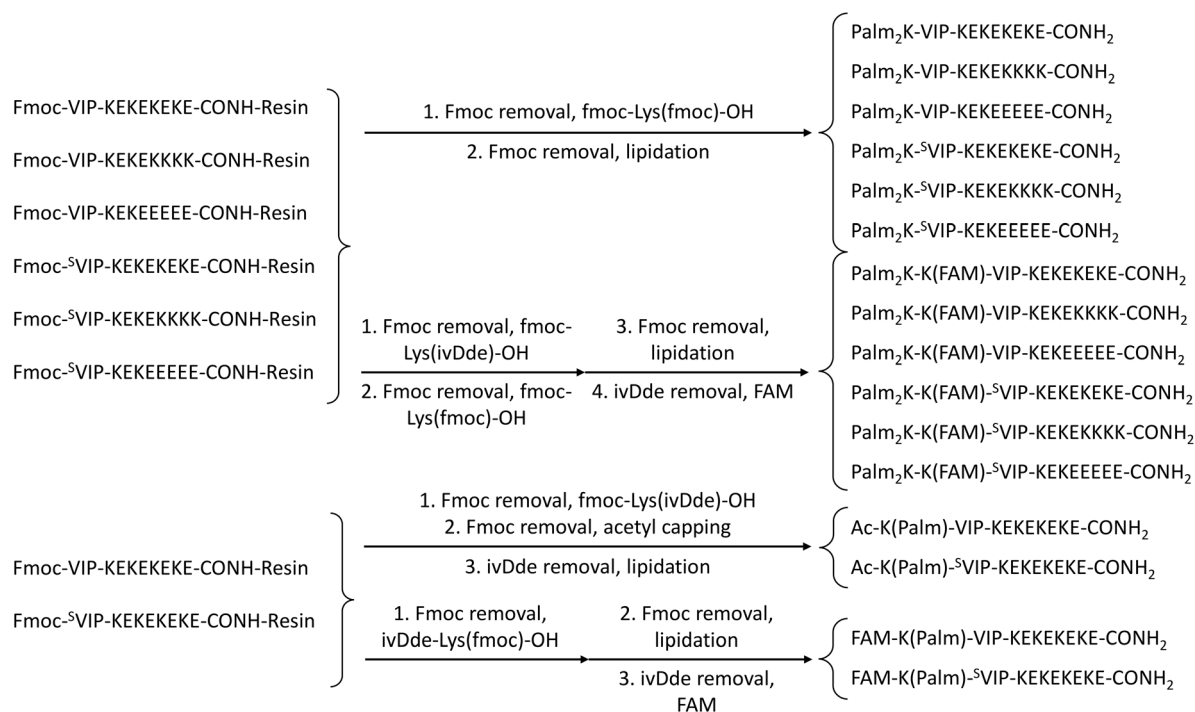 Fmoc-VIP-KEKEKEKE-CONH-Resin
Fmoc-VIP-KEKEKKKK-CONH-Resin
Fmoc-VIP-KEKEEEEE-CONH-Resin
Fmoc-ˢVIP-KEKEKEKE-CONH-Resin
Fmoc-ˢVIP-KEKEKKKK-CONH-Resin
Fmoc-ˢVIP-KEKEEEEE-CONH-Resin
1. Fmoc removal, fmoc-Lys(fmoc)-OH
2. Fmoc removal, lipidation
1. Fmoc removal, fmoc-
Lys(ivDde)-OH
2. Fmoc removal, fmoc-
Lys(fmoc)-OH
3. Fmoc removal,
lipidation
4. ivDde removal, FAM
Palm₂K-VIP-KEKEKEKE-CONH₂
Palm₂K-VIP-KEKEKKKK-CONH₂
Palm₂K-VIP-KEKEEEEE-CONH₂
Palm₂K-ˢVIP-KEKEKEKE-CONH₂
Palm₂K-ˢVIP-KEKEKKKK-CONH₂
Palm₂K-ˢVIP-KEKEEEEE-CONH₂
Palm₂K-K(FAM)-VIP-KEKEKEKE-CONH₂
Palm₂K-K(FAM)-VIP-KEKEKKKK-CONH₂
Palm₂K-K(FAM)-VIP-KEKEEEEE-CONH₂
Palm₂K-K(FAM)-ˢVIP-KEKEKEKE-CONH₂
Palm₂K-K(FAM)-ˢVIP-KEKEKKKK-CONH₂
Palm₂K-K(FAM)-ˢVIP-KEKEEEEE-CONH₂
Fmoc-VIP-KEKEKEKE-CONH-Resin
Fmoc-ˢVIP-KEKEKEKE-CONH-Resin
1. Fmoc removal, fmoc-Lys(ivDde)-OH
2. Fmoc removal, acetyl capping
3. ivDde removal, lipidation
1. Fmoc removal,
ivDde-Lys(fmoc)-OH
2. Fmoc removal,
lipidation
3. ivDde removal,
FAM
Ac-K(Palm)-VIP-KEKEKEKE-CONH₂
Ac-K(Palm)-ˢVIP-KEKEKEKE-CONH₂
FAM-K(Palm)-VIP-KEKEKEKE-CONH₂
FAM-K(Palm)-ˢVIP-KEKEKEKE-CONH₂